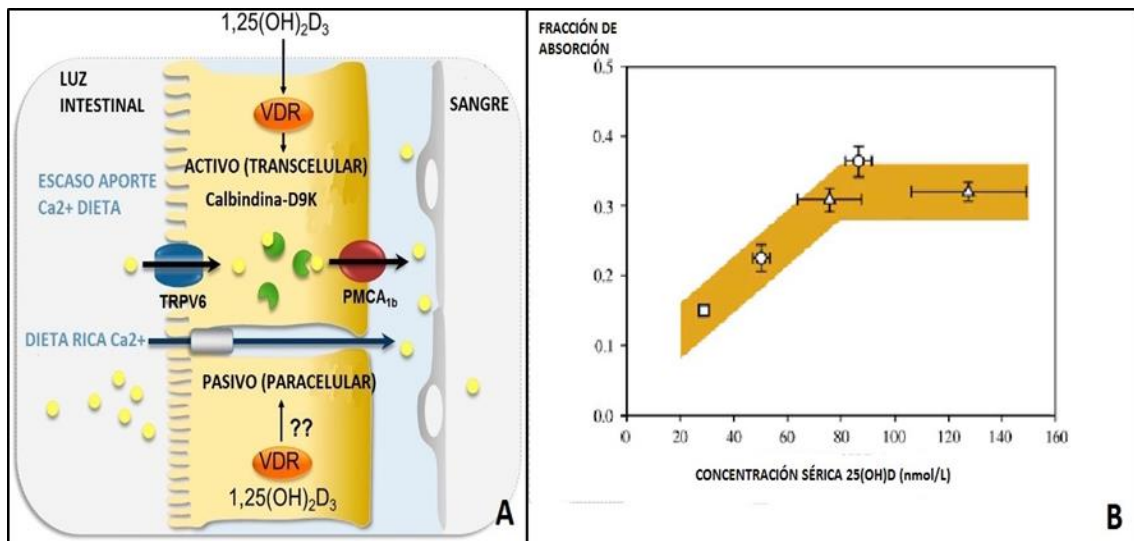 1,25(OH)2D3
LUZ
INTESTINAL
VDR
SANGRE
ACTIVO (TRANSCELULAR)
Calbindina-D9K
ESCASO APORTE
Ca2+ DIETA
TRPV6
PMCA1b
DIETA RICA Ca2+
PASIVO (PARACELULAR)
??
VDR
1,25(OH)2D3
A
FRACCIÓN DE
ABSORCIÓN
0.5
0.4
0.3
0.2
0.1
0.0
0 20 40 60 80 100 120 140 160
CONCENTRACIÓN SÉRICA 25(OH)D (nmol/L)
B